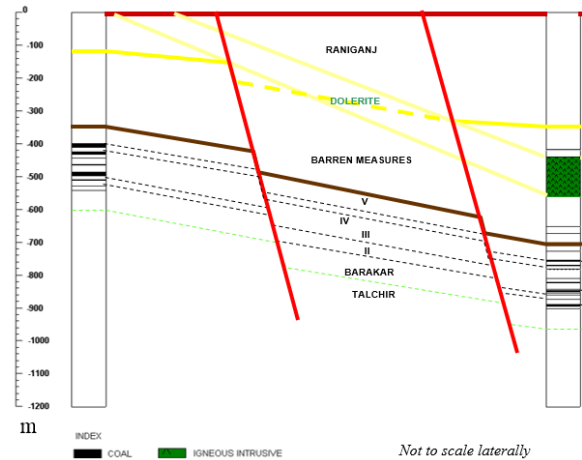 0
-100
-200
-300
-400
-500
-600
-700
-800
-900
-1000
-1100
-1200
m
RANIGANJ
DOLERITE
BARREN MEASURES
V
IV
III
II
BARAKAR
TALCHIR
INDEX
COAL
IGNEOUS INTRUSIVE
Not to scale laterally